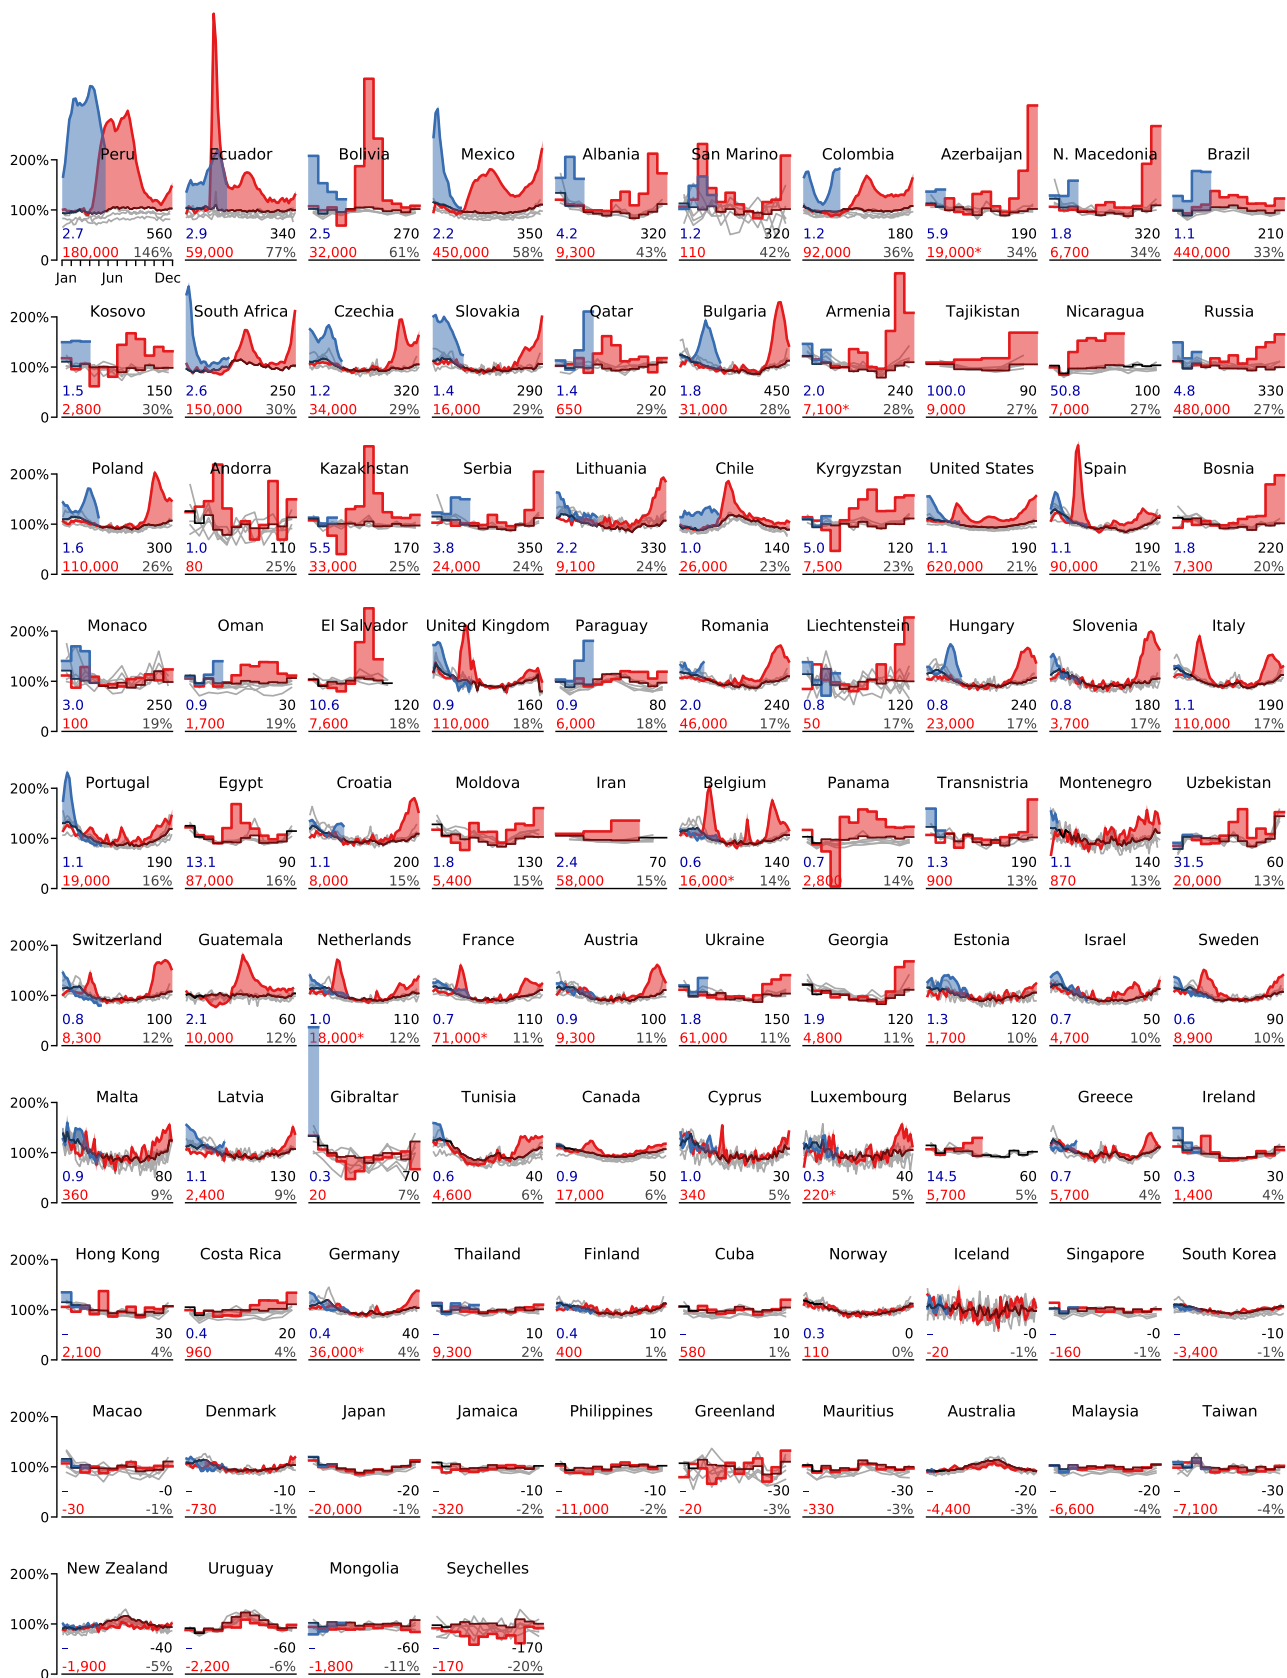 Peru Ecuador Bolivia Mexico Albania San Marino Colombia Azerbaijan N. Macedonia Brazil
200%
100%
2.7 560 2.9 340 2.5 270 2.2 350 4.2 320 1.2 320 1.2 180 5.9 190 1.8 320 1.1 210
0 180,000 146% 59,000 77% 32,000 61% 450,000 58% 9,300 43% 110 42% 92,000 36% 19,000* 34% 6,700 34% 440,000 33%
Jan Jun Dec
Kosovo South Africa Czechia Slovakia Qatar Bulgaria Armenia Tajikistan Nicaragua Russia
200%
100%
1.5 150 2.6 250 1.2 320 1.4 290 1.4 20 1.8 450 2.0 240 100.0 90 50.8 100 4.8 330
0 2,800 30% 150,000 30% 34,000 29% 16,000 29% 650 29% 31,000 28% 7,100* 28% 9,000 27% 7,000 27% 480,000 27%
Poland Andorra Kazakhstan Serbia Lithuania Chile Kyrgyzstan United States Spain Bosnia
200%
100%
1.6 300 1.0 110 5.5 170 3.8 350 2.2 330 1.0 140 5.0 120 1.1 190 1.1 190 1.8 220
0 110,000 26% 80 25% 33,000 25% 24,000 24% 9,100 24% 26,000 23% 7,500 23% 620,000 21% 90,000 21% 7,300 20%
Monaco Oman El Salvador United Kingdom Paraguay Romania Liechtenstein Hungary Slovenia Italy
200%
100%
3.0 250 0.9 30 10.6 120 0.9 160 0.9 80 2.0 240 0.8 120 0.8 240 0.8 180 1.1 190
0 100 19% 1,700 19% 7,600 18% 110,000 18% 6,000 18% 46,000 17% 50 17% 23,000 17% 3,700 17% 110,000 17%
Portugal Egypt Croatia Moldova Iran Belgium Panama Transnistria Montenegro Uzbekistan
200%
100%
1.1 190 13.1 90 1.1 200 1.8 130 2.4 70 0.6 140 0.7 70 1.3 190 1.1 140 31.5 60
0 19,000 16% 87,000 16% 8,000 15% 5,400 15% 58,000 15% 16,000* 14% 2,800 14% 900 13% 870 13% 20,000 13%
Switzerland Guatemala Netherlands France Austria Ukraine Georgia Estonia Israel Sweden
200%
100%
0.8 100 2.1 60 1.0 110 0.7 110 0.9 100 1.8 150 1.9 120 1.3 120 0.7 50 0.6 90
0 8,300 12% 10,000 12% 18,000* 12% 71,000* 11% 9,300 11% 61,000 11% 4,800 11% 1,700 10% 4,700 10% 8,900 10%
Malta Latvia Gibraltar Tunisia Canada Cyprus Luxembourg Belarus Greece Ireland
200%
100%
0.9 80 1.1 130 0.3 70 0.6 40 0.9 50 1.0 30 0.3 40 14.5 60 0.7 50 0.3 30
0 360 9% 2,400 9% 20 7% 4,600 6% 17,000 6% 340 5% 220* 5% 5,700 5% 5,700 4% 1,400 4%
Hong Kong Costa Rica Germany Thailand Finland Cuba Norway Iceland Singapore South Korea
200%
100%
– 30 0.4 20 0.4 40 – 10 0.4 10 – 10 0.3 0 – -0 – -0 – -10
0 2,100 4% 960 4% 36,000* 4% 9,300 2% 400 1% 580 1% 110 0% -20 -1% -160 -1% -3,400 -1%
Macao Denmark Japan Jamaica Philippines Greenland Mauritius Australia Malaysia Taiwan
200%
100%
– -0 – -10 – -20 – -10 – -10 – -30 – -30 – -20 – -20 – -30
0 -30 -1% -730 -1% -20,000 -1% -320 -2% -11,000 -2% -20 -3% -330 -3% -4,400 -3% -6,600 -4% -7,100 -4%
New Zealand Uruguay Mongolia Seychelles
200%
100%
– -40 – -60 – -60 – -170
0 -1,900 -5% -2,200 -6% -1,800 -11% -170 -20%